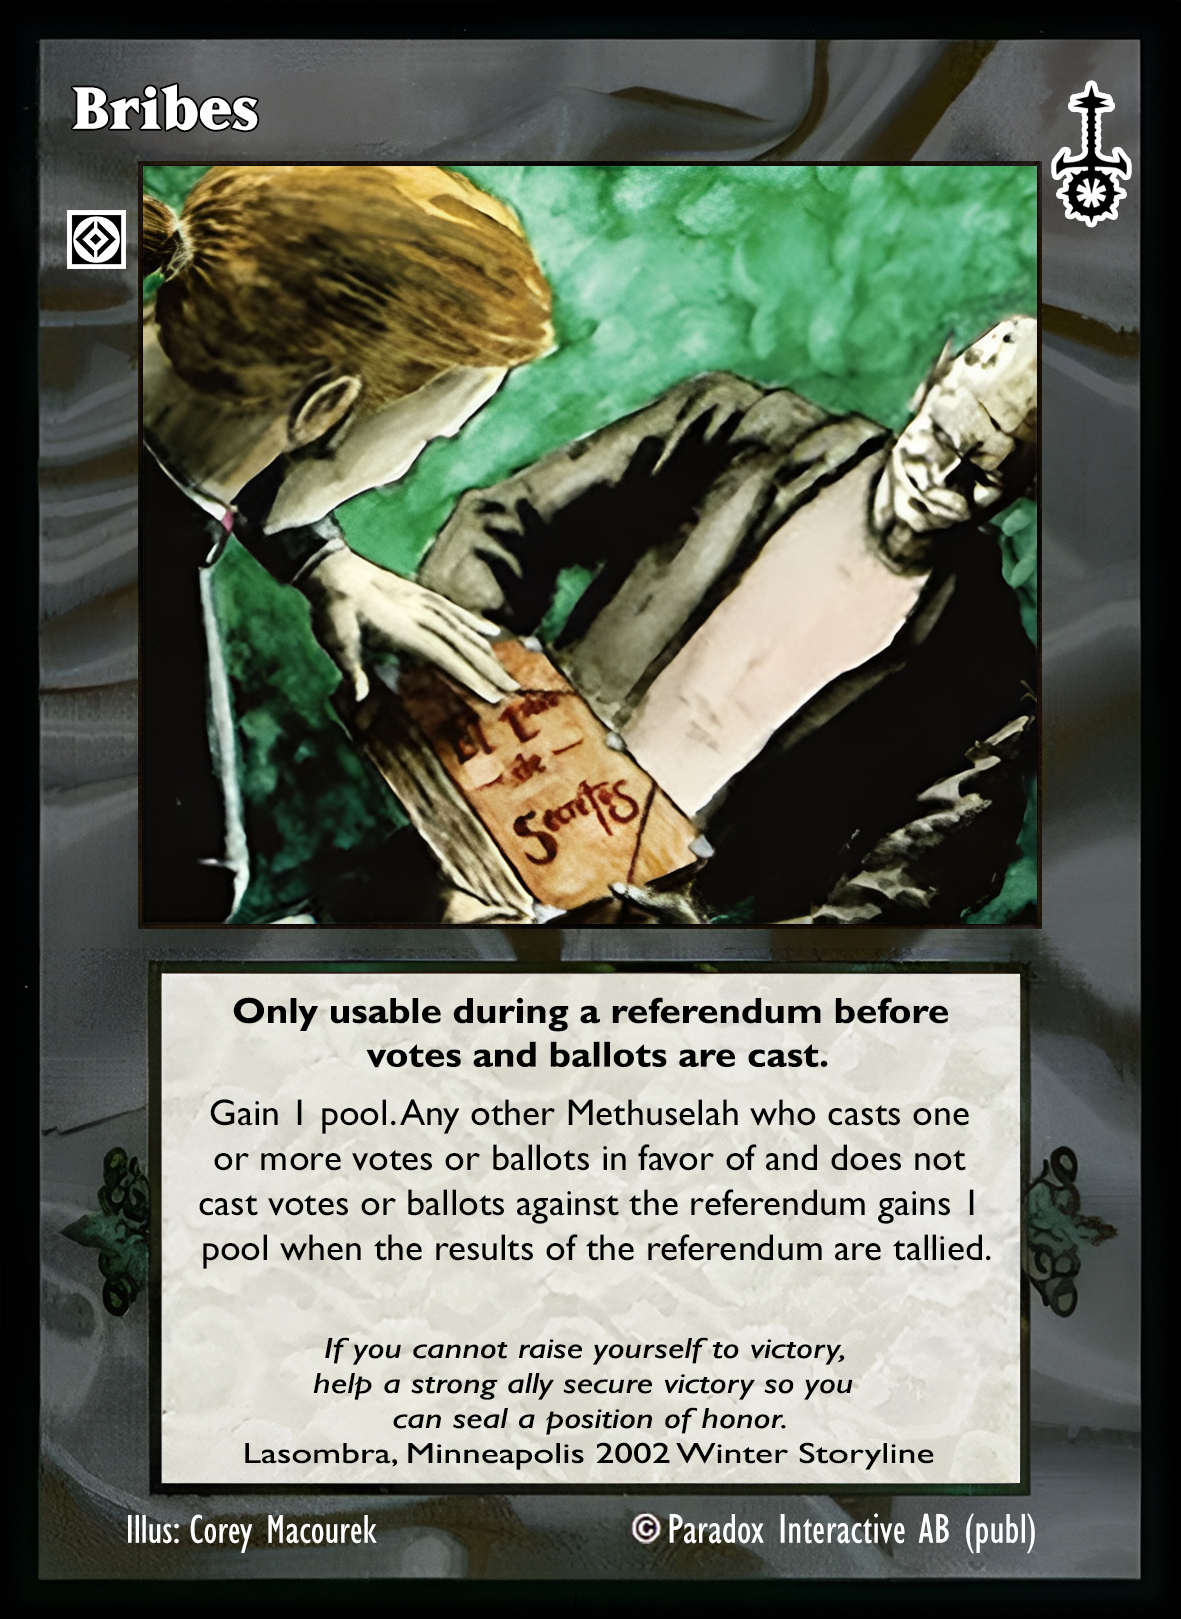 Bribes
El
de
Secretos
Only usable during a referendum before
votes and ballots are cast.
Gain 1 pool. Any other Methuselah who casts one
or more votes or ballots in favor of and does not
cast votes or ballots against the referendum gains 1
pool when the results of the referendum are tallied.
If you cannot raise yourself to victory,
help a strong ally secure victory so you
can seal a position of honor.
Lasombra, Minneapolis 2002 Winter Storyline
Illus: Corey Macourek
© Paradox Interactive AB (publ)